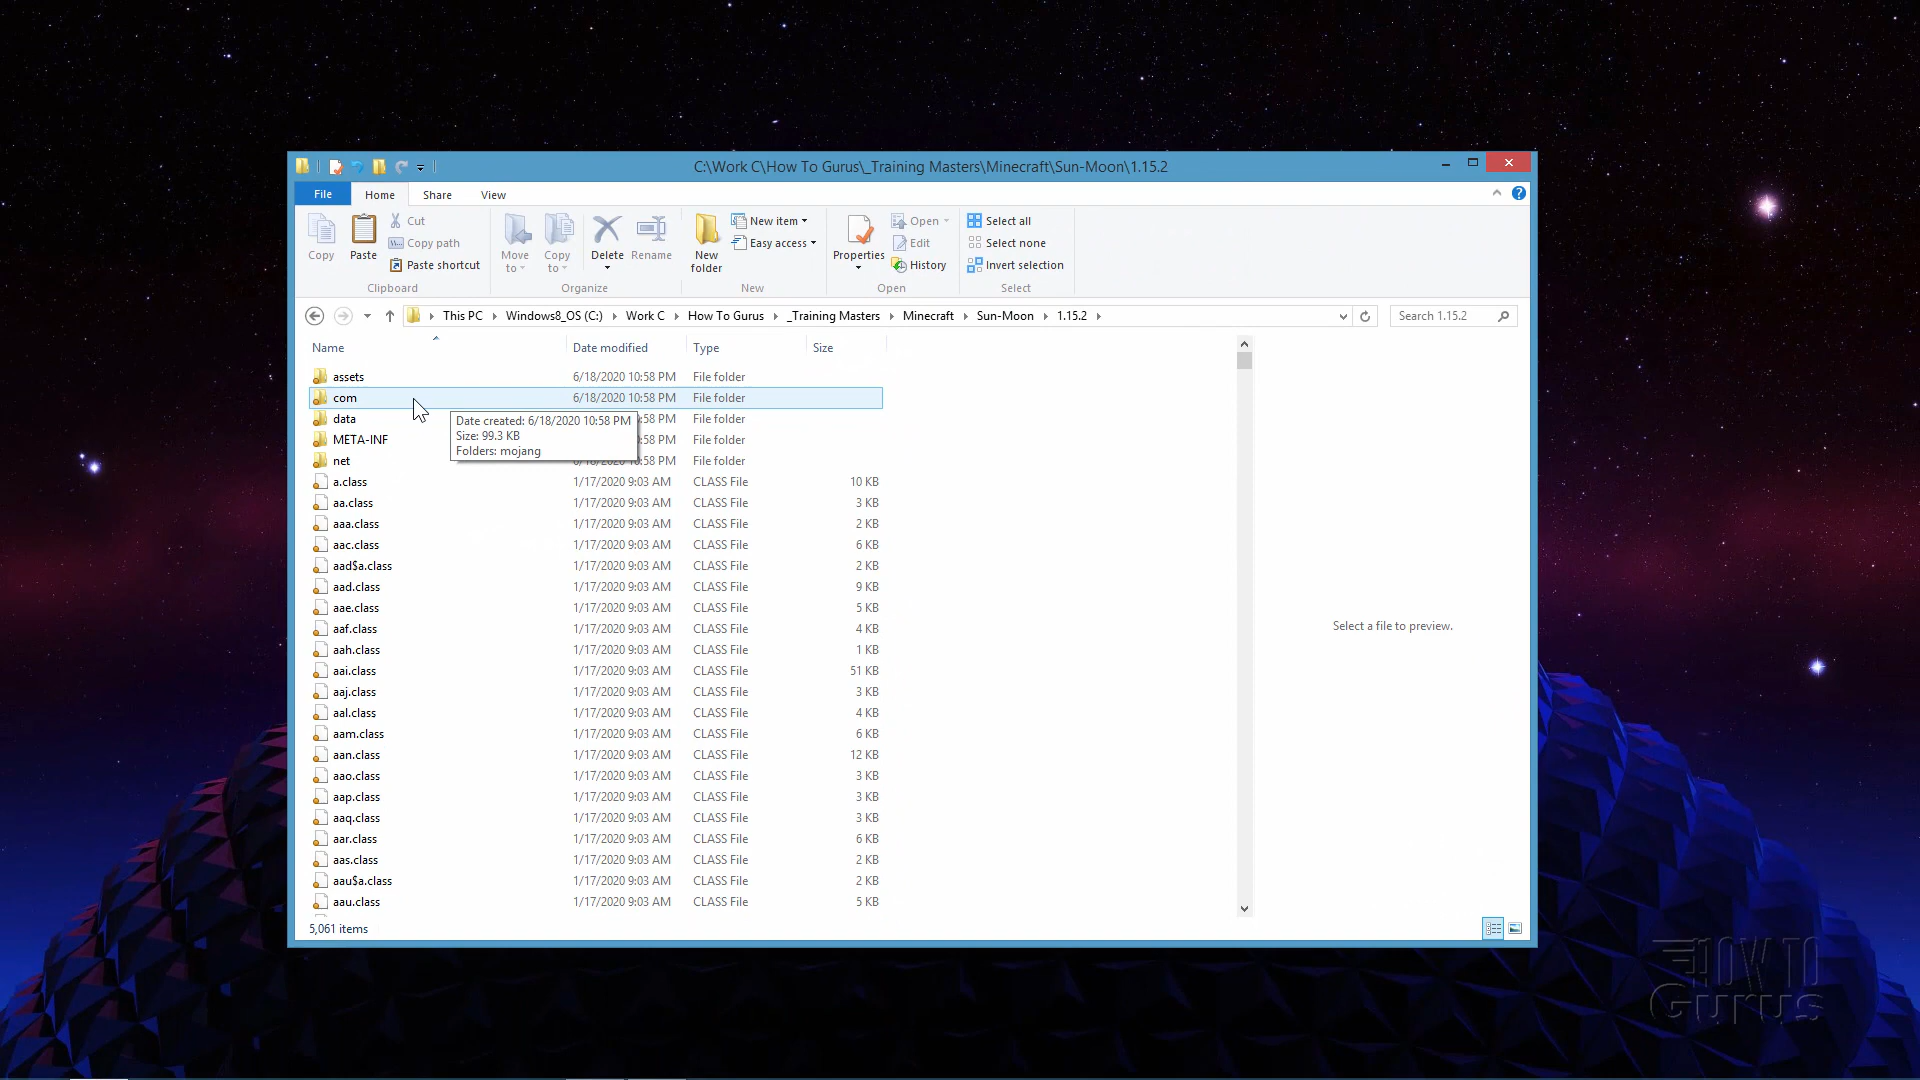 C:\Work C\How To Gurus\_Training Masters\Minecraft\Sun-Moon\1.15.2
File Home Share View
Copy
Paste
Cut
Copy path
Paste shortcut
Clipboard
Move to
Copy to
Delete
Rename
Organize
New folder
New item
Easy access
New
Properties
Open
Edit
History
Open
Select all
Select none
Invert selection
Select
This PC Windows8_OS (C:) Work C How To Gurus _Training Masters Minecraft Sun-Moon 1.15.2
Search 1.15.2
Name Date modified Type Size
assets 6/18/2020 10:58 PM File folder
com 6/18/2020 10:58 PM File folder
data :58 PM File folder
META-INF :58 PM File folder
net 10:58 PM File folder
Date created: 6/18/2020 10:58 PM
Size: 99.3 KB
Folders: mojang
a.class 1/17/2020 9:03 AM CLASS File 10 KB
aa.class 1/17/2020 9:03 AM CLASS File 3 KB
aaa.class 1/17/2020 9:03 AM CLASS File 2 KB
aac.class 1/17/2020 9:03 AM CLASS File 6 KB
aad$a.class 1/17/2020 9:03 AM CLASS File 2 KB
aad.class 1/17/2020 9:03 AM CLASS File 9 KB
aae.class 1/17/2020 9:03 AM CLASS File 5 KB
aaf.class 1/17/2020 9:03 AM CLASS File 4 KB
aah.class 1/17/2020 9:03 AM CLASS File 1 KB
aai.class 1/17/2020 9:03 AM CLASS File 51 KB
aaj.class 1/17/2020 9:03 AM CLASS File 3 KB
aal.class 1/17/2020 9:03 AM CLASS File 4 KB
aam.class 1/17/2020 9:03 AM CLASS File 6 KB
aan.class 1/17/2020 9:03 AM CLASS File 12 KB
aao.class 1/17/2020 9:03 AM CLASS File 3 KB
aap.class 1/17/2020 9:03 AM CLASS File 3 KB
aaq.class 1/17/2020 9:03 AM CLASS File 3 KB
aar.class 1/17/2020 9:03 AM CLASS File 6 KB
aas.class 1/17/2020 9:03 AM CLASS File 2 KB
aau$a.class 1/17/2020 9:03 AM CLASS File 2 KB
aau.class 1/17/2020 9:03 AM CLASS File 5 KB
Select a file to preview.
5,061 items
HOW TO
GURUS